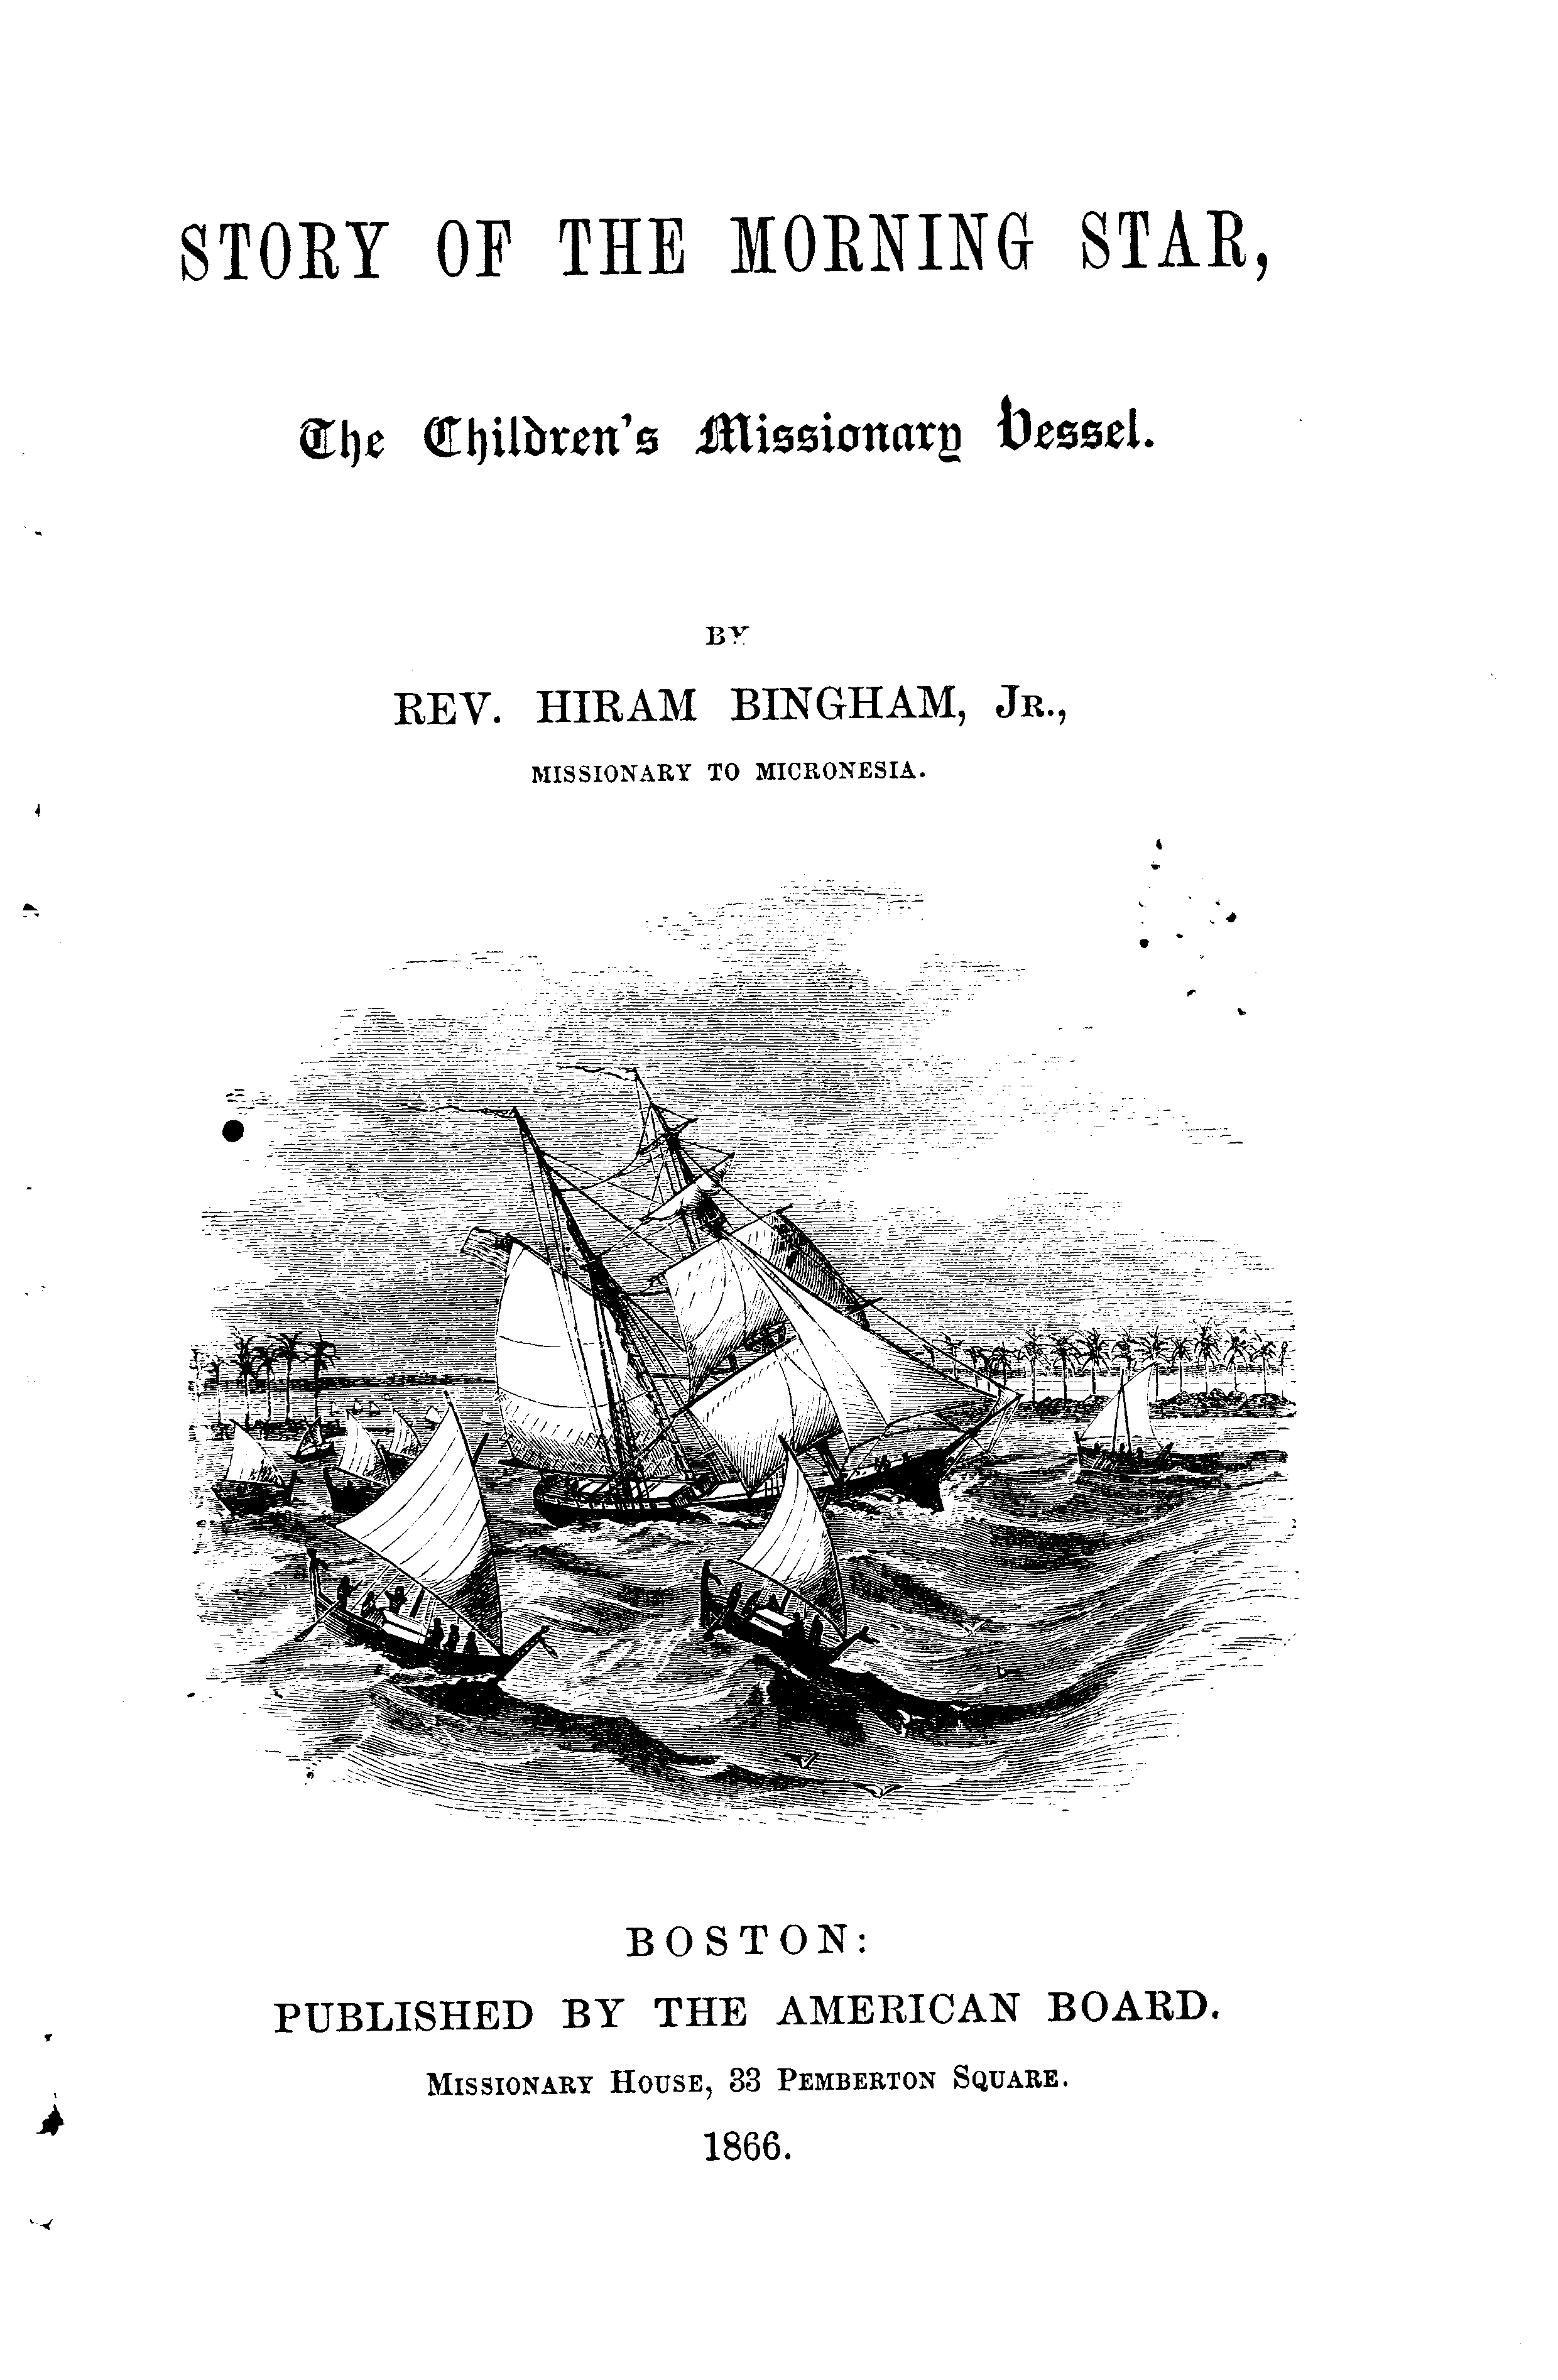 STORY OF THE MORNING STAR,
The Children's Missionary Vessel.
BY
REV. HIRAM BINGHAM, JR.,
MISSIONARY TO MICRONESIA.
BOSTON:
PUBLISHED BY THE AMERICAN BOARD.
MISSIONARY HOUSE, 33 PEMBERTON SQUARE.
1866.